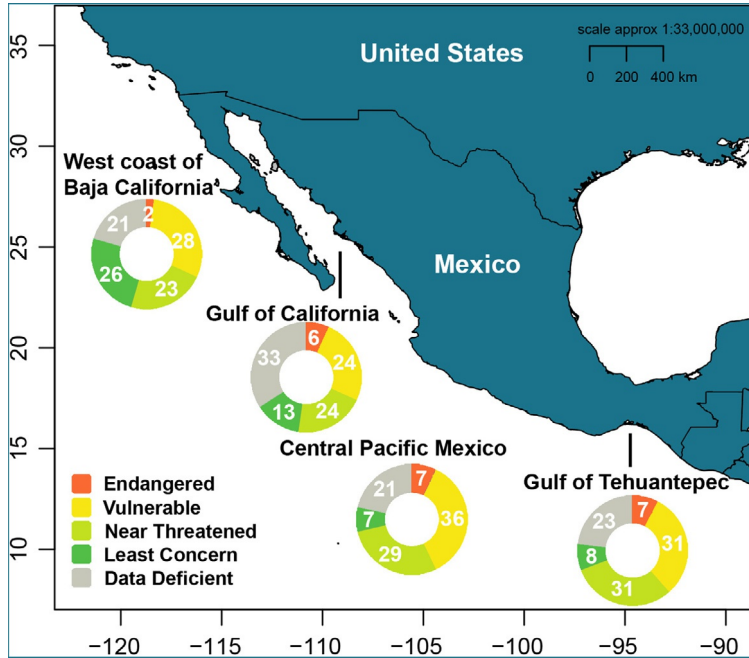 35
30
25
20
15
10
United States
scale approx 1:33,000,000
0 200 400 km
West coast of
Baja California
2
28
23
26
21
Mexico
Gulf of California
6
24
24
13
33
Central Pacific Mexico
7
36
29
7
21
Gulf of Tehuantepec
7
31
31
8
23
Endangered
Vulnerable
Near Threatened
Least Concern
Data Deficient
−120 −115 −110 −105 −100 −95 −90